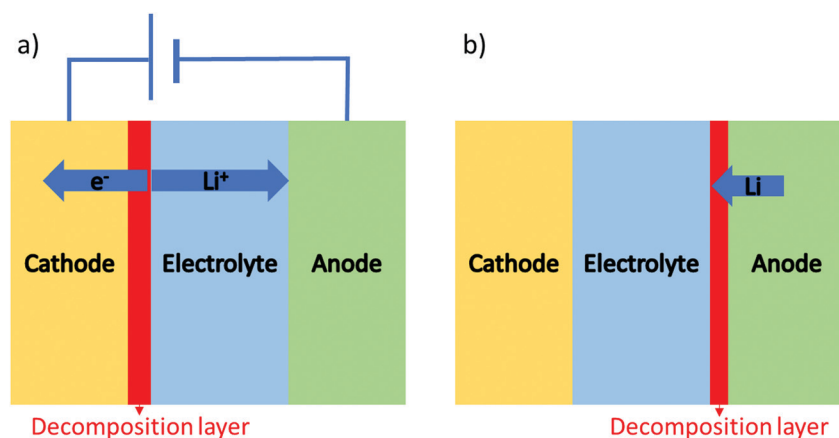 a)
e⁻
Li⁺
Cathode
Electrolyte
Anode
Decomposition layer
b)
Li
Cathode
Electrolyte
Anode
Decomposition layer